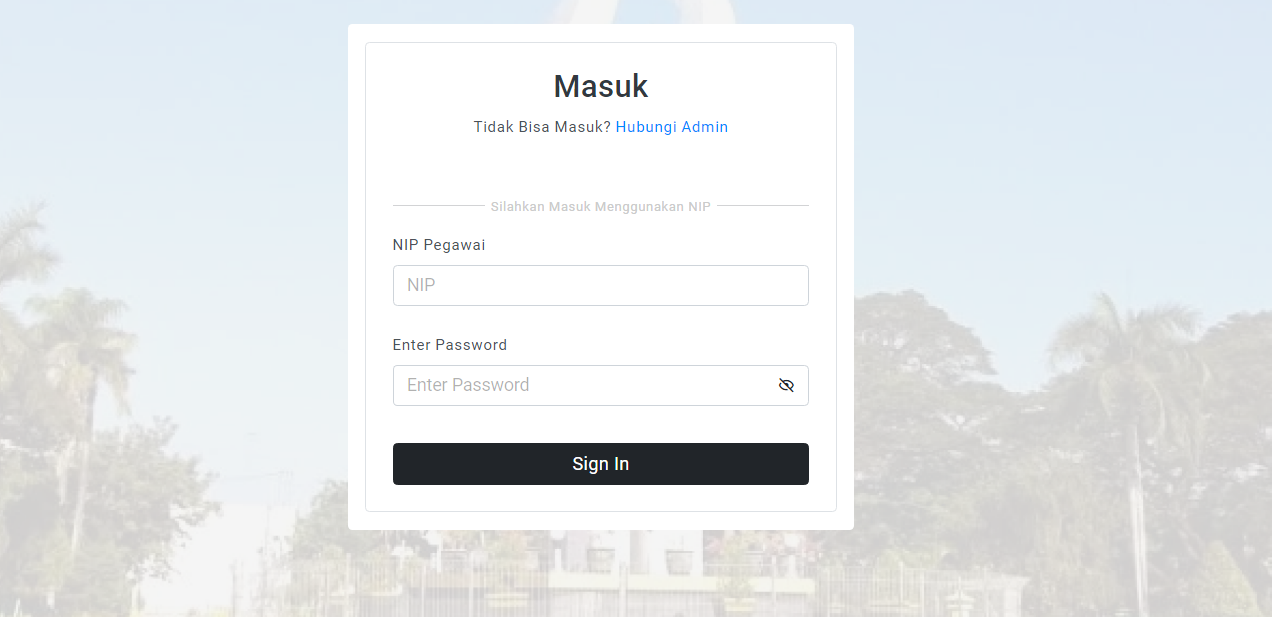 Masuk
Tidak Bisa Masuk? Hubungi Admin
Silahkan Masuk Menggunakan NIP
NIP Pegawai
NIP
Enter Password
Enter Password
Sign In